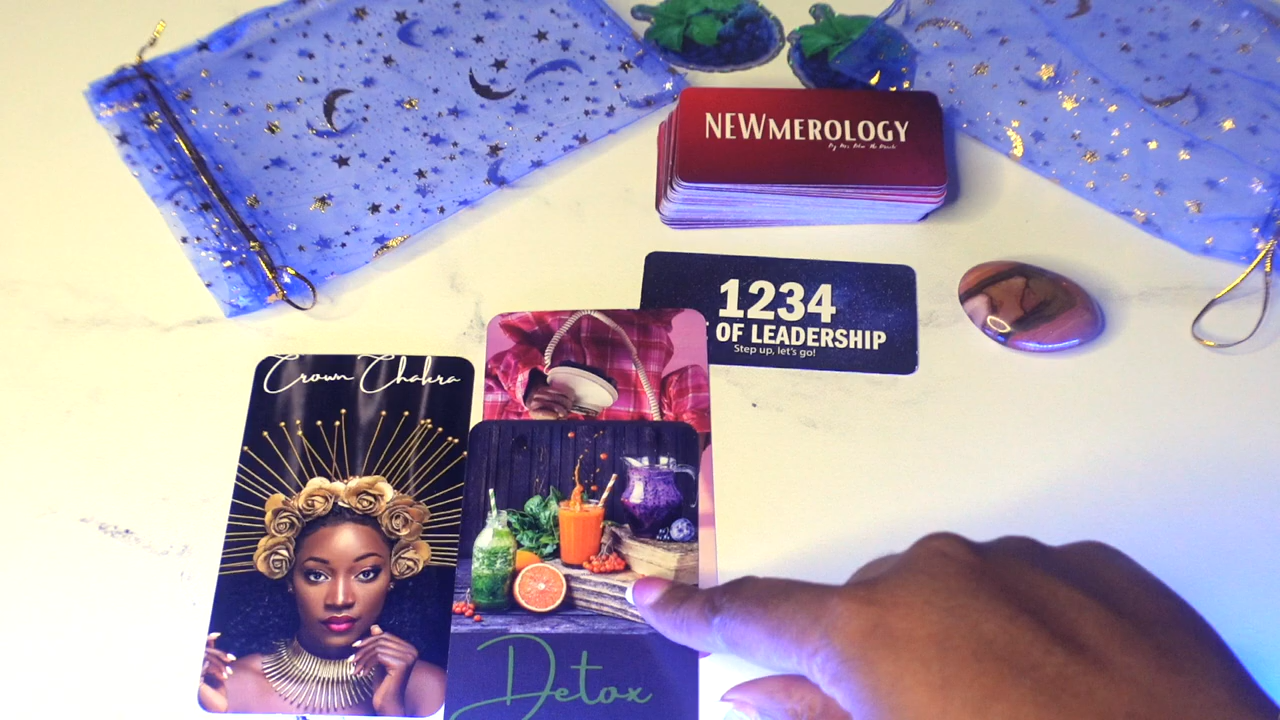 NEWMEROLOGY
1234
OF LEADERSHIP
Step up, let's go!
Crown Chakra
Detox